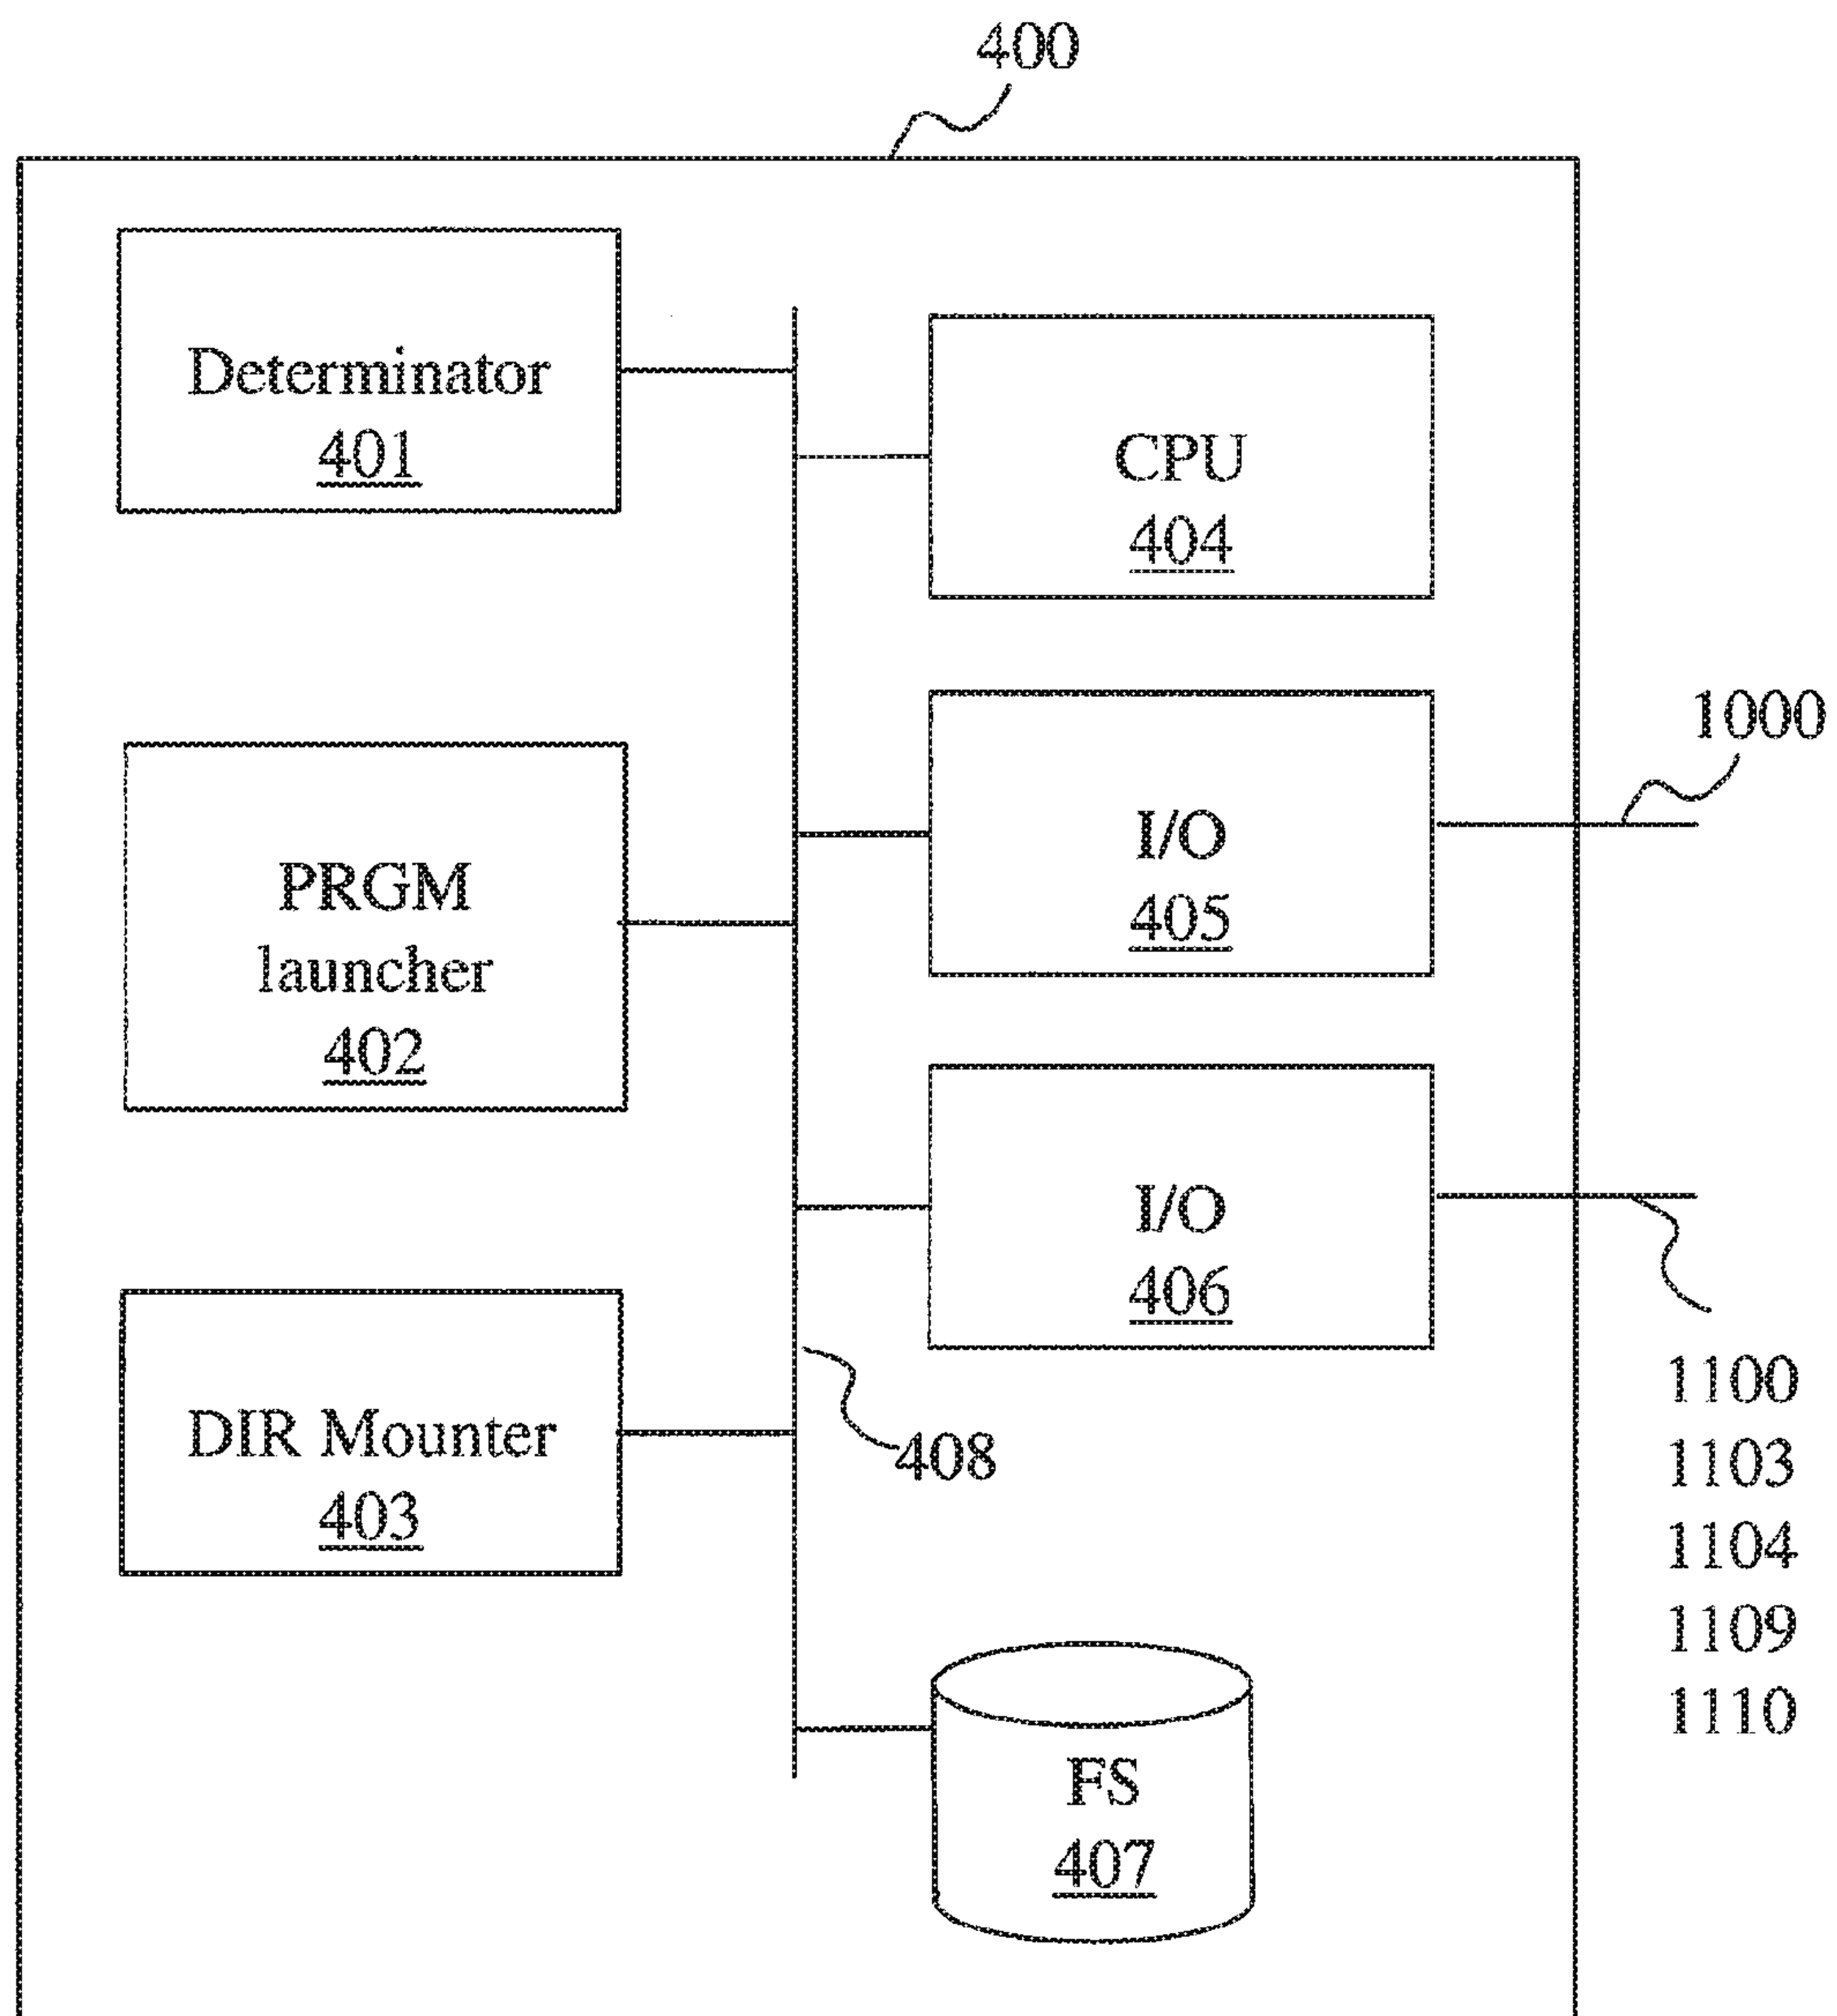 400
Determinator
401
CPU
404
1000
I/O
405
PRGM
launcher
402
I/O
406
1100
1103
1104
1109
1110
408
DIR Mounter
403
FS
407